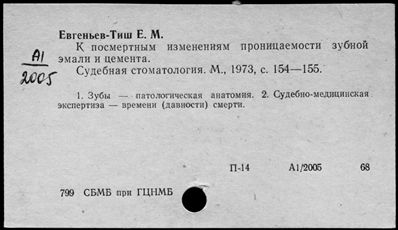 Евгеньев-Тиш Е. М.
К посмертным изменениям проницаемости зубной
эмали и цемента.
Судебная стоматология. М., 1973, с. 154—155.
А1
2005
1. Зубы — патологическая анатомия. 2. Судебно-медицинская
экспертиза — времени (давности) смерти.
П-14 А1/2005 68
799 СБМБ при ГЦНМБ